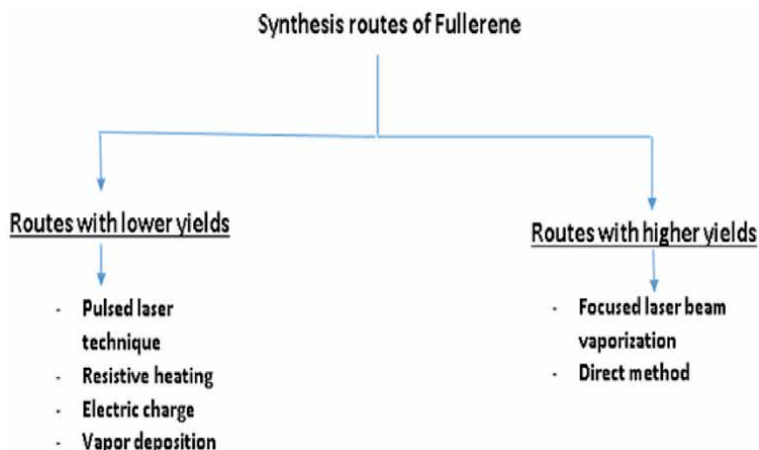 Synthesis routes of Fullerene
Routes with lower yields
- Pulsed laser
technique
- Resistive heating
- Electric charge
- Vapor deposition
Routes with higher yields
- Focused laser beam
vaporization
- Direct method